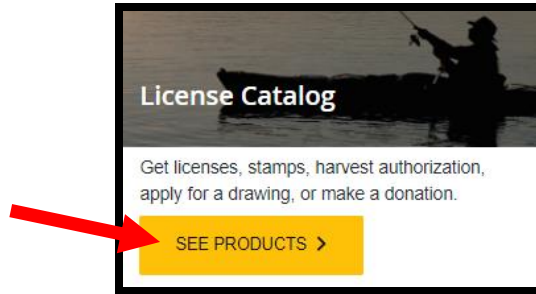 License Catalog
Get licenses, stamps, harvest authorization,
apply for a drawing, or make a donation.
SEE PRODUCTS >